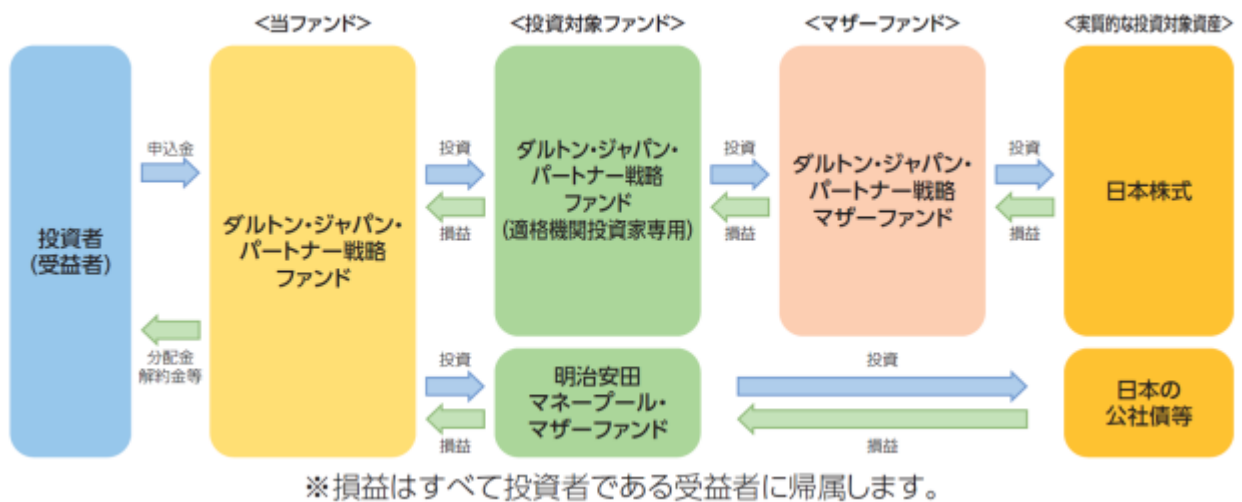 <当ファンド>
<投資対象ファンド>
<マザーファンド>
<実質的な投資対象資産>
投資者
(受益者)
申込金
分配金
解約金等
ダルトン・ジャパン・
パートナー戦略
ファンド
投資
損益
投資
損益
ダルトン・ジャパン・
パートナー戦略
ファンド
(適格機関投資家専用)
明治安田
マネープール・
マザーファンド
投資
損益
ダルトン・ジャパン・
パートナー戦略
マザーファンド
投資
損益
投資
損益
日本株式
日本の
公社債等
※損益はすべて投資者である受益者に帰属します。